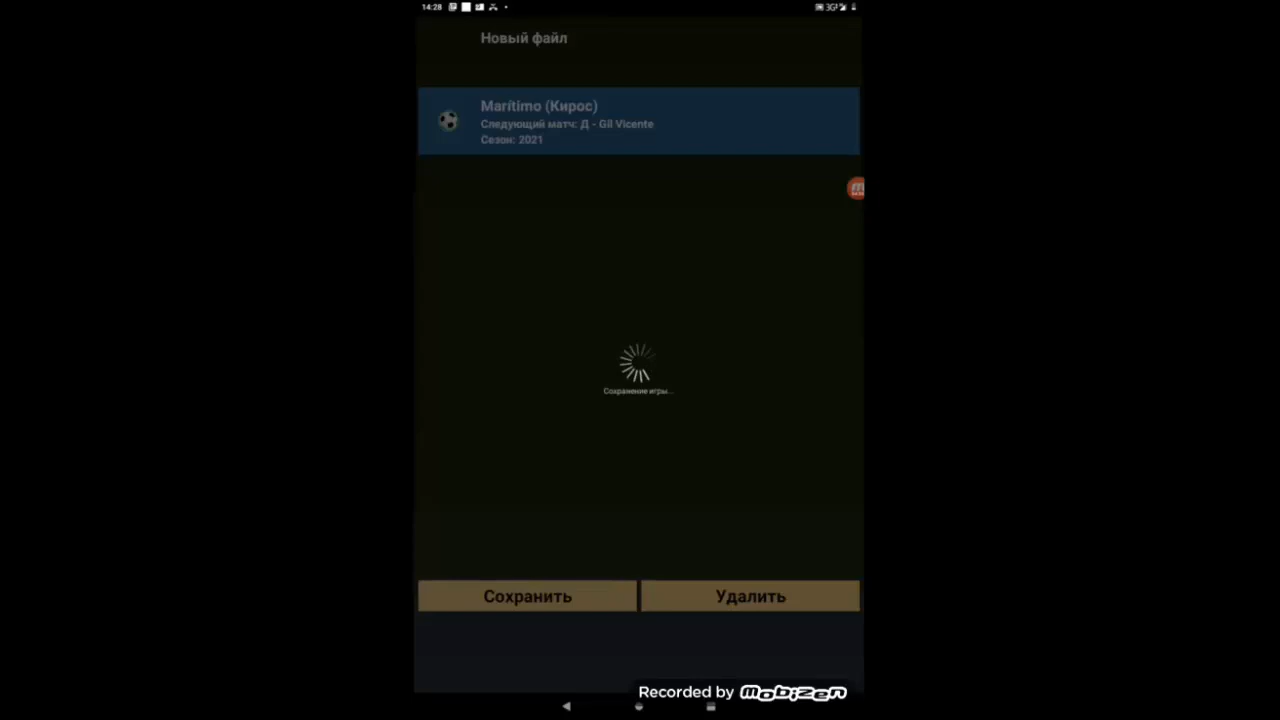 14:28
3G
Новый файл
Marítimo (Кирос)
Следующий матч: Д - Gil Vicente
Сезон: 2021
Сохранение игры...
Сохранить
Удалить
Recorded by Mobizen